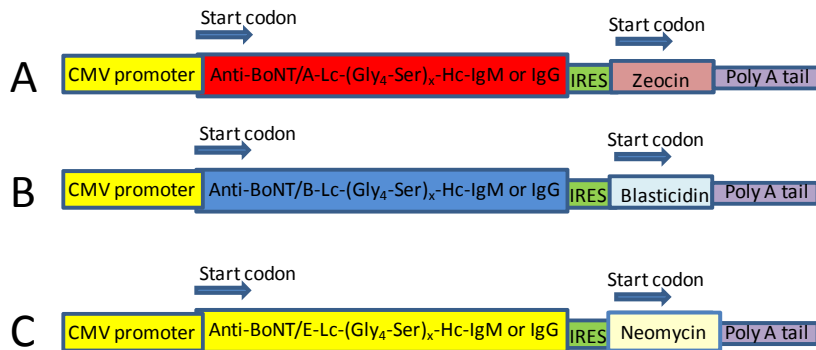 Start codon Start codon
A CMV promoter Anti-BoNT/A-Lc-(Gly4-Ser)x-Hc-IgM or IgG IRES Zeocin Poly A tail
Start codon Start codon
B CMV promoter Anti-BoNT/B-Lc-(Gly4-Ser)x-Hc-IgM or IgG IRES Blasticidin Poly A tail
Start codon Start codon
C CMV promoter Anti-BoNT/E-Lc-(Gly4-Ser)x-Hc-IgM or IgG IRES Neomycin Poly A tail